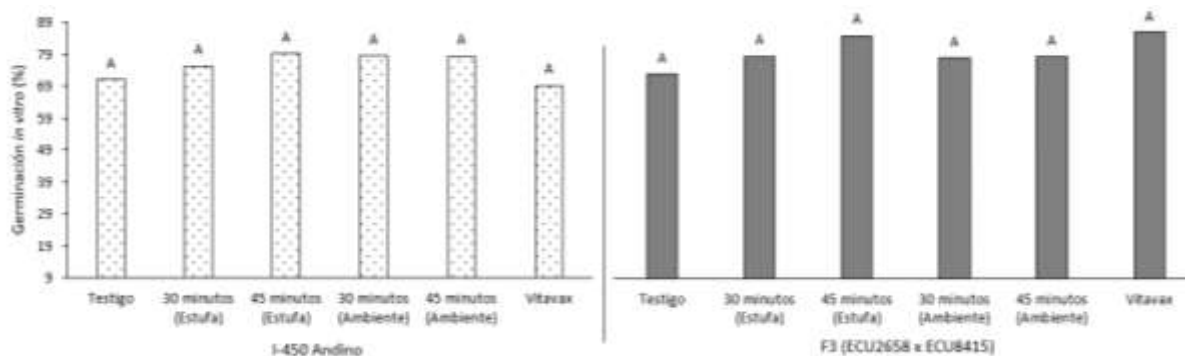 Germinación in vitro (%)
89
79
69
59
49
39
29
19
9
A
A
A
A
A
A
Testigo
30 minutos
(Estufa)
45 minutos
(Estufa)
30 minutos
(Ambiente)
45 minutos
(Ambiente)
Vitavax
I-450 Andino
A
A
A
A
A
A
Testigo
30 minutos
(Estufa)
45 minutos
(Estufa)
30 minutos
(Ambiente)
45 minutos
(Ambiente)
Vitavax
F3 (ECU2658 x ECU8415)